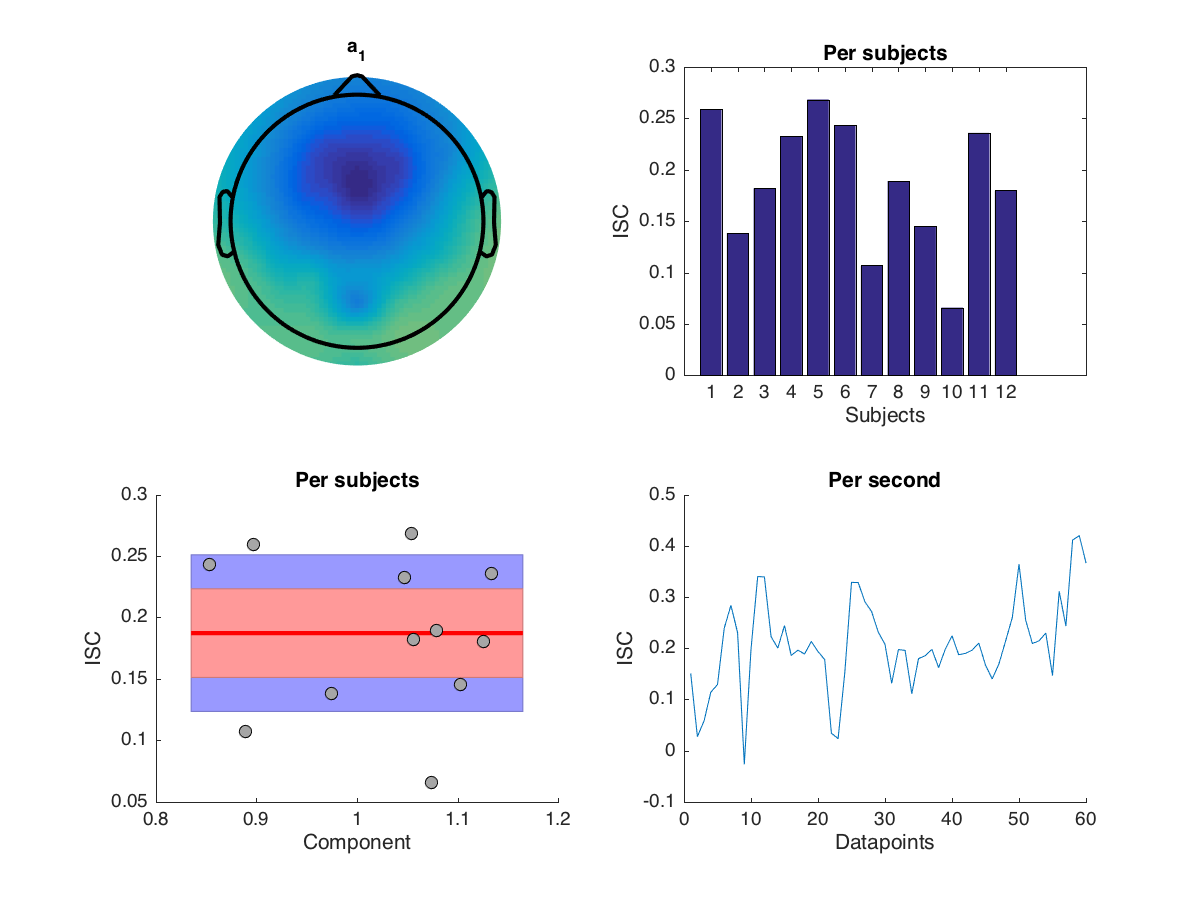 a1
Per subjects
0.3
0.25
0.2
0.15
0.1
0.05
0
ISC
1 2 3 4 5 6 7 8 9 10 11 12
Subjects
Per subjects
0.3
0.25
0.2
0.15
0.1
0.05
ISC
0.8 0.9 1 1.1 1.2
Component
Per second
0.5
0.4
0.3
0.2
0.1
0
-0.1
ISC
0 10 20 30 40 50 60
Datapoints